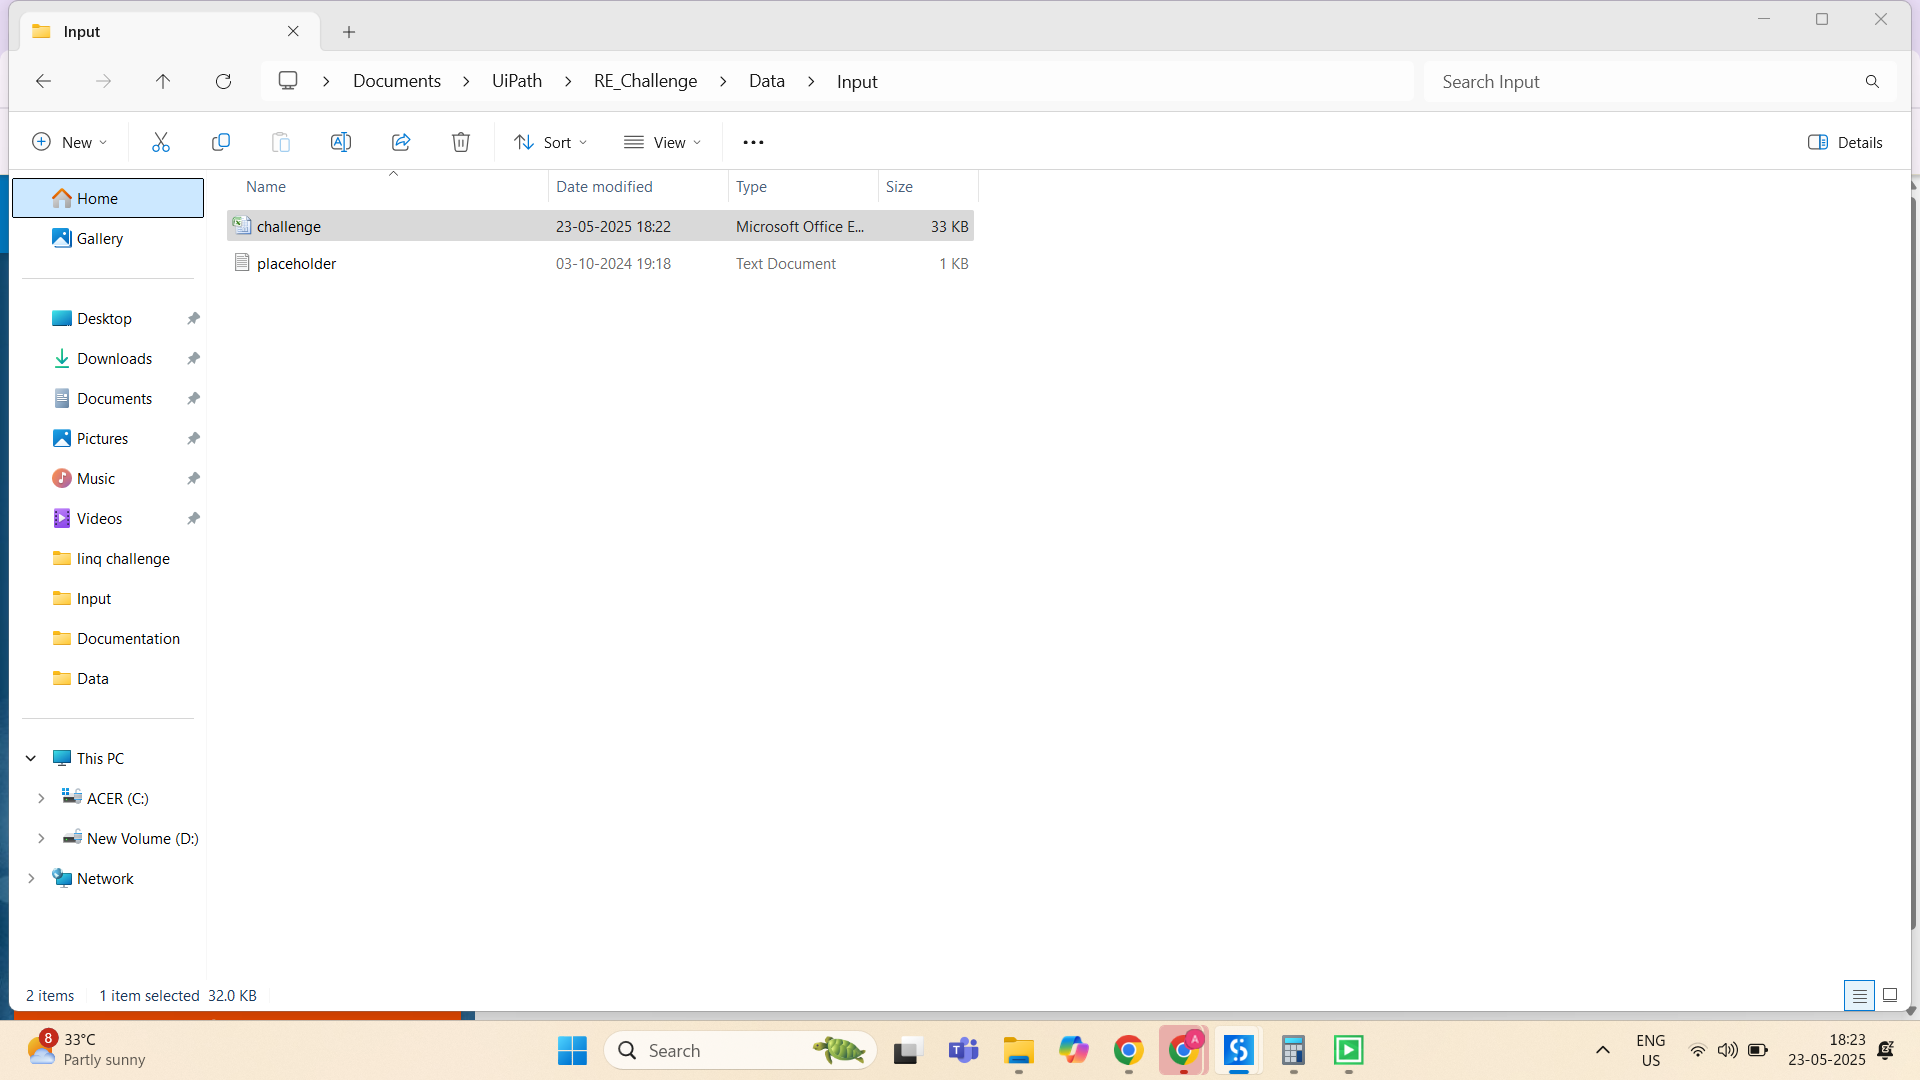 Input
Documents > UiPath > RE_Challenge > Data > Input
Search Input
New
Sort
View
Details
Name
Date modified
Type
Size
challenge 23-05-2025 18:22 Microsoft Office E... 33 KB
placeholder 03-10-2024 19:18 Text Document 1 KB
Home
Gallery
Desktop
Downloads
Documents
Pictures
Music
Videos
linq challenge
Input
Documentation
Data
This PC
ACER (C:)
New Volume (D:)
Network
2 items 1 item selected 32.0 KB
8
33°C
Partly sunny
Search
A
ENG
US
18:23
23-05-2025